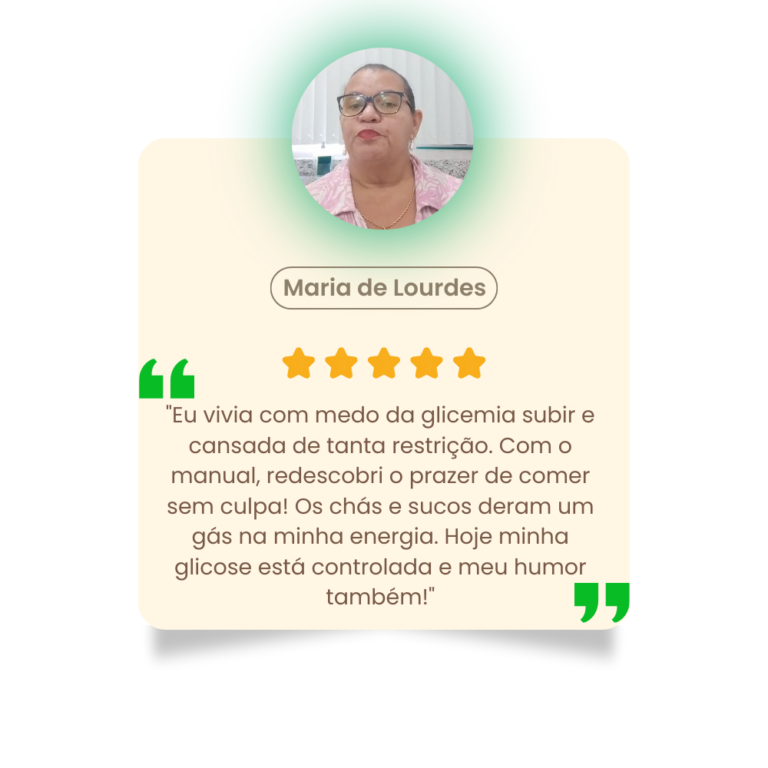 Maria de Lourdes
"Eu vivia com medo da glicemia subir e
cansada de tanta restrição. Com o
manual, redescobri o prazer de comer
sem culpa! Os chás e sucos deram um
gás na minha energia. Hoje minha
glicose está controlada e meu humor
também!"